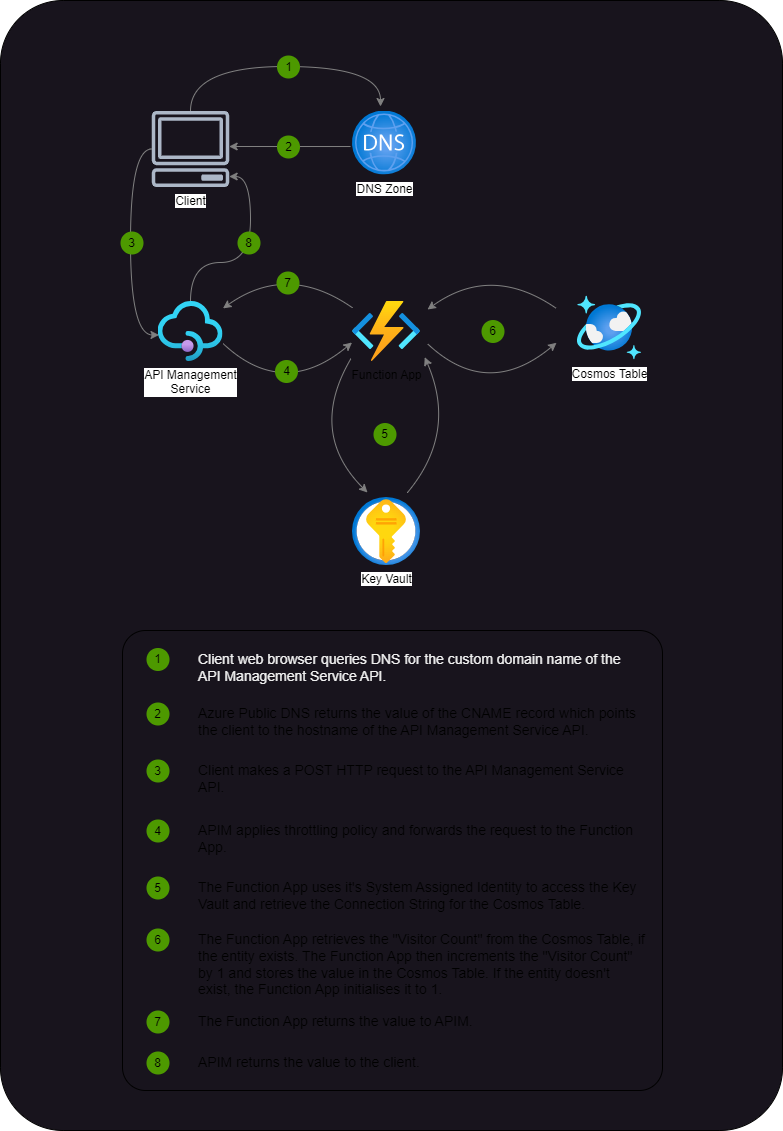 1
DNS
2
DNS Zone
Client
3
8
7
6
4
API Management
Service
Function App
Cosmos Table
5
Key Vault
1
Client web browser queries DNS for the custom domain name of the
API Management Service API.
2
Azure Public DNS returns the value of the CNAME record which points
the client to the hostname of the API Management Service API.
3
Client makes a POST HTTP request to the API Management Service
API.
4
APIM applies throttling policy and forwards the request to the Function
App.
5
The Function App uses it's System Assigned Identity to access the Key
Vault and retrieve the Connection String for the Cosmos Table.
6
The Function App retrieves the "Visitor Count" from the Cosmos Table, if
the entity exists. The Function App then increments the "Visitor Count"
by 1 and stores the value in the Cosmos Table. If the entity doesn't
exist, the Function App initialises it to 1.
7
The Function App returns the value to APIM.
8
APIM returns the value to the client.